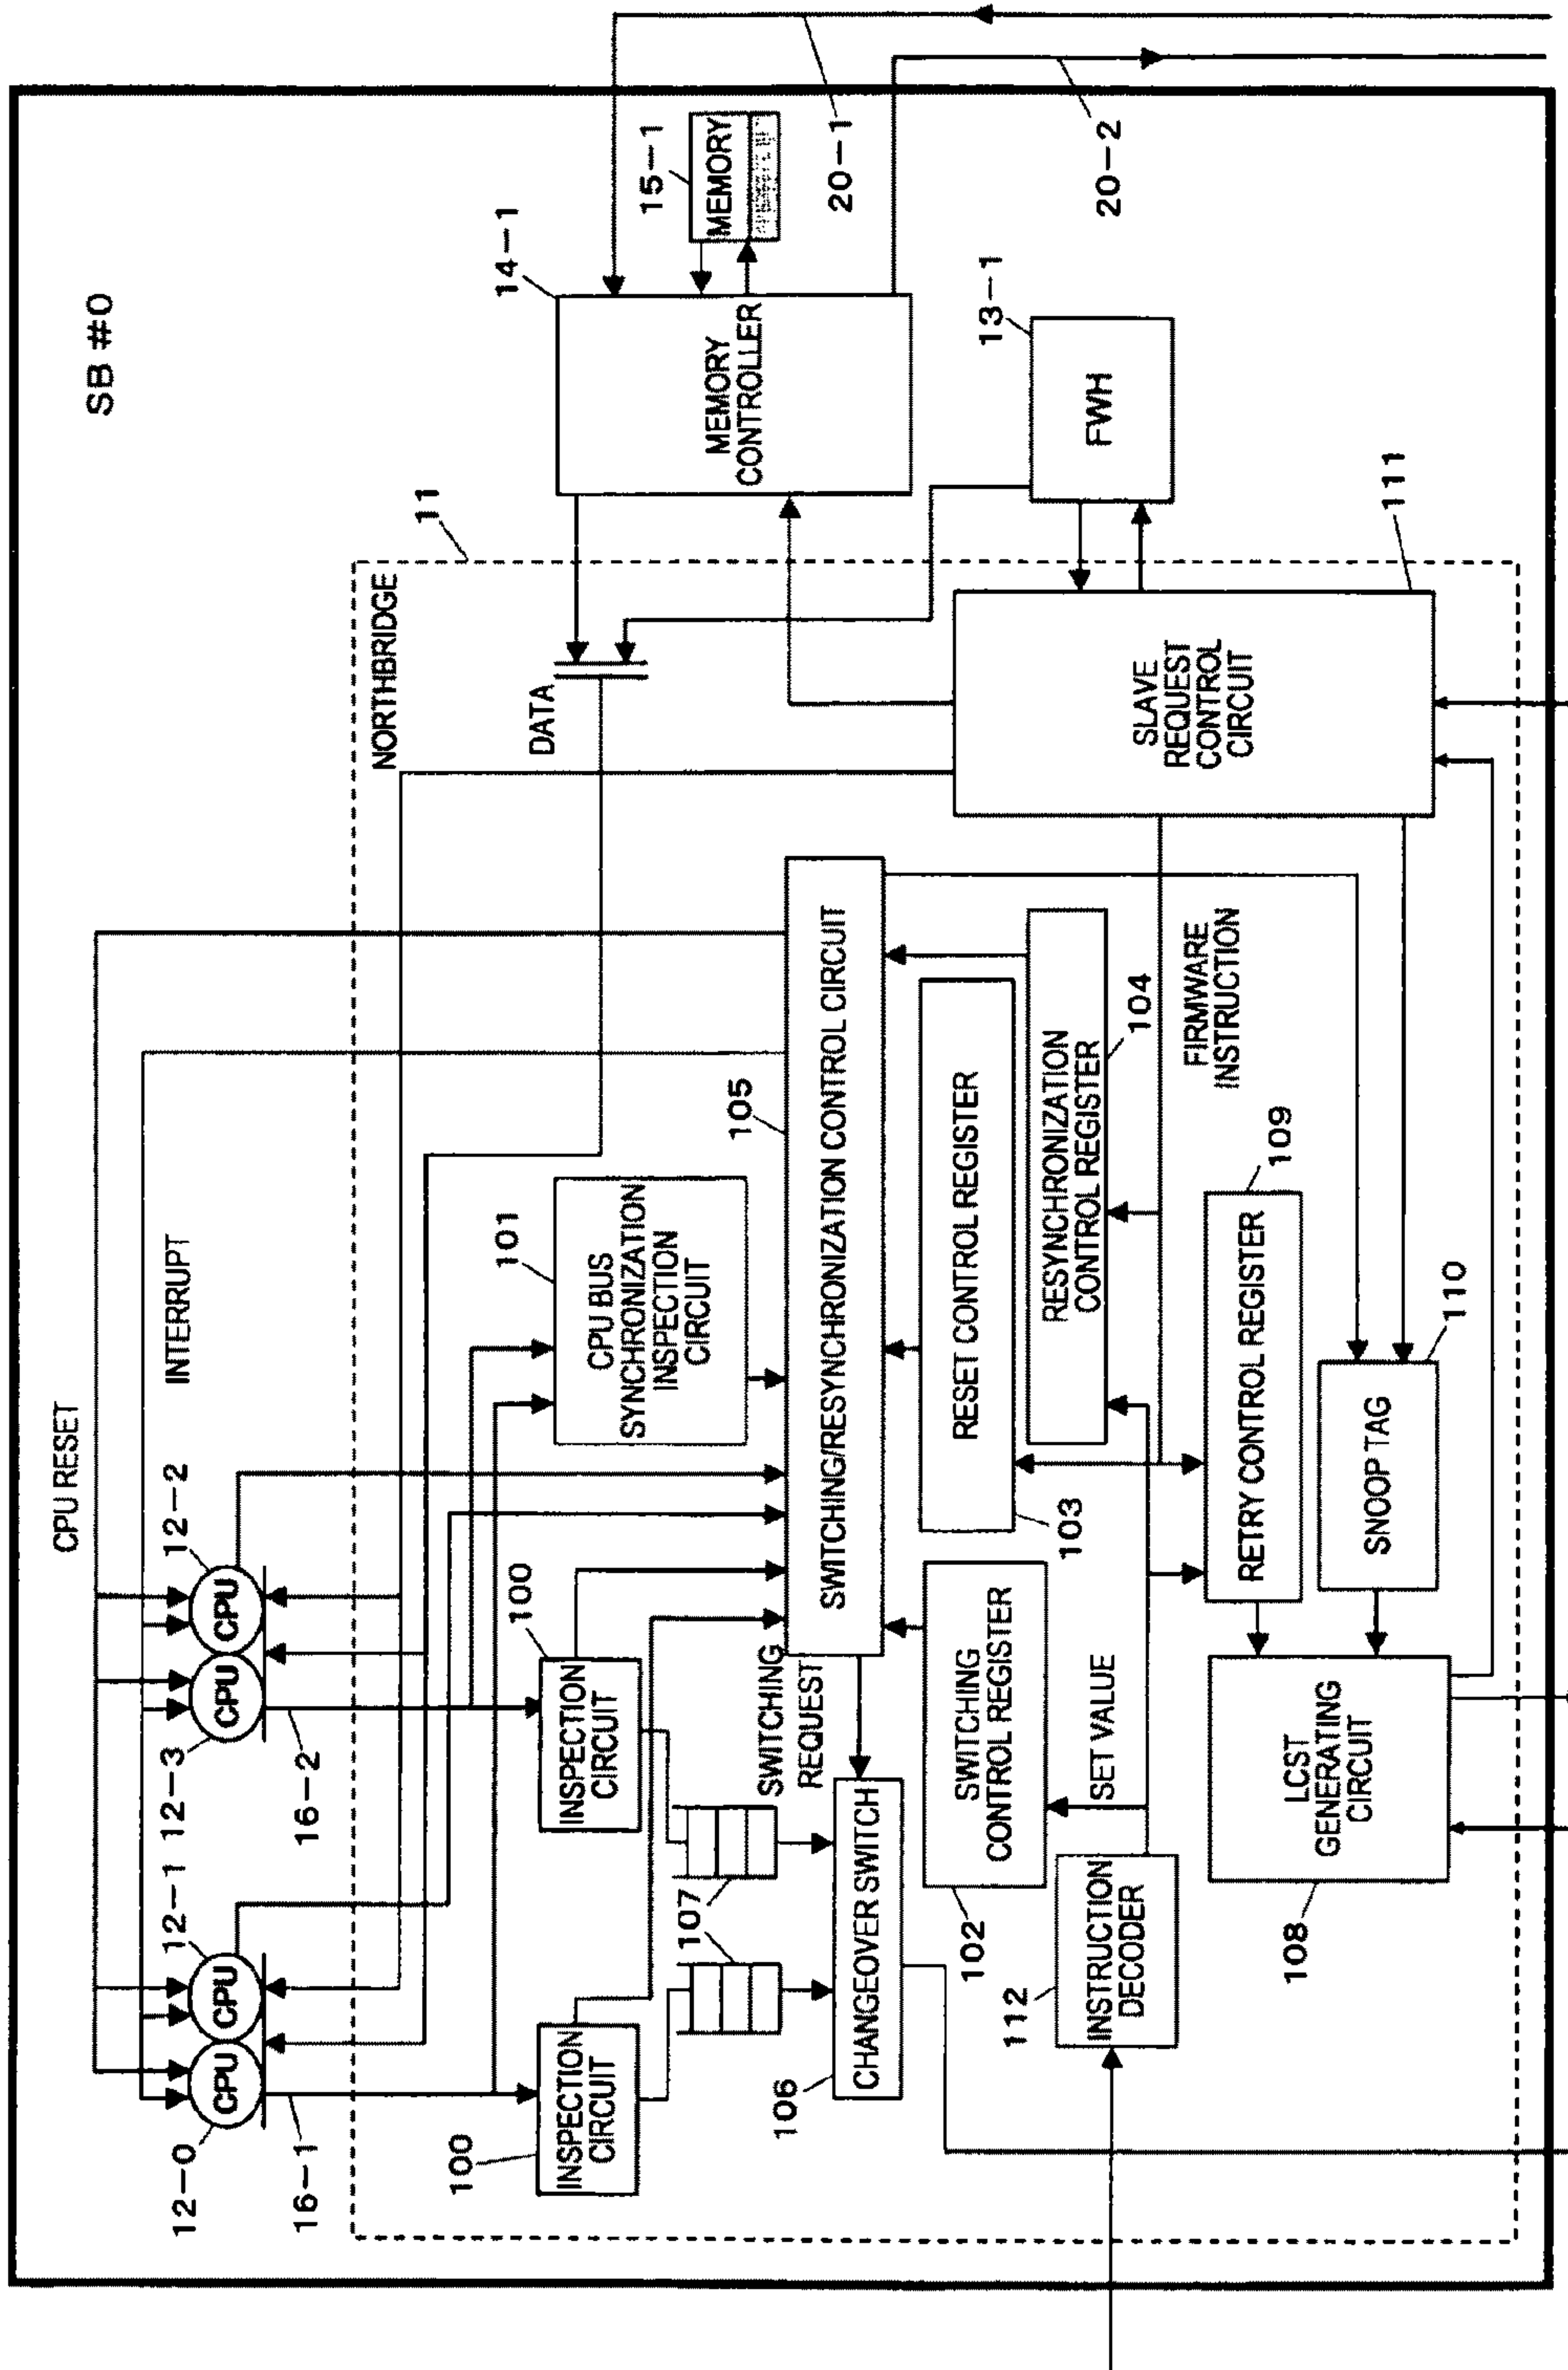 SB #0
CPU RESET
INTERRUPT
12-0
12-1
12-3
12-2
CPU
CPU
CPU
CPU
16-1
16-2
NORTHBRIDGE
11
DATA
14-1
MEMORY
CONTROLLER
15-1
MEMORY
20-1
20-2
13-1
FWH
100
INSPECTION
CIRCUIT
100
INSPECTION
CIRCUIT
101
CPU BUS
SYNCHRONIZATION
INSPECTION
CIRCUIT
107
SWITCHING
REQUEST
105
SWITCHING/RESYNCHRONIZATION CONTROL CIRCUIT
106
CHANGEOVER SWITCH
102
SWITCHING
CONTROL REGISTER
103
RESET CONTROL REGISTER
RESYNCHRONIZATION
CONTROL REGISTER
104
112
INSTRUCTION
DECODER
SET VALUE
FIRMWARE
INSTRUCTION
111
SLAVE
REQUEST
CONTROL
CIRCUIT
108
LCST
GENERATING
CIRCUIT
109
RETRY CONTROL REGISTER
110
SNOOP TAG